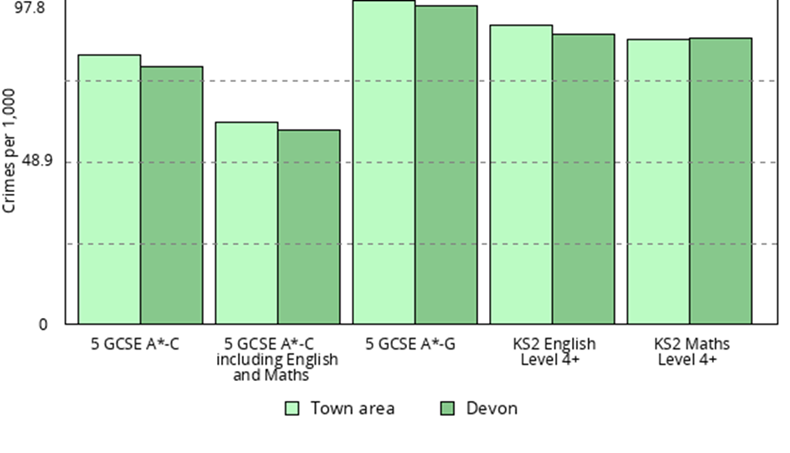 97.8
Crimes per 1,000
48.9
0
5 GCSE A*-C
5 GCSE A*-C
including English
and Maths
5 GCSE A*-G
KS2 English
Level 4+
KS2 Maths
Level 4+
Town area
Devon